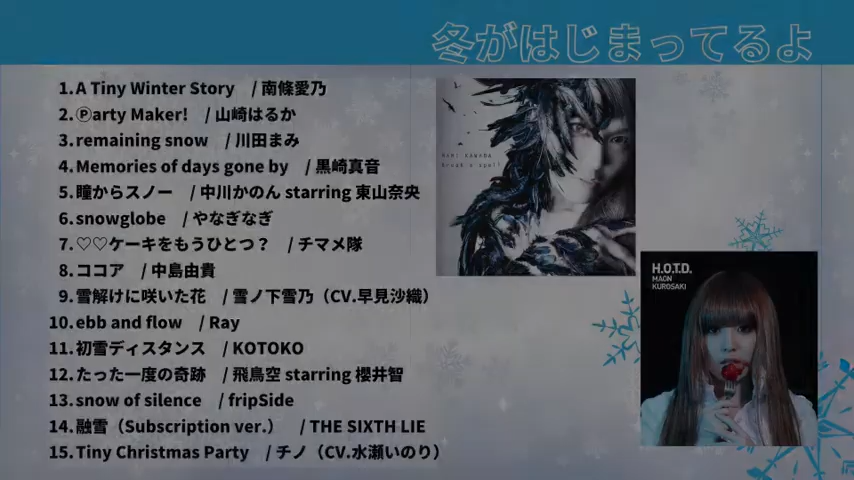 冬がはじまってるよ
1. A Tiny Winter Story / 南條愛乃
2. Ⓟarty Maker! / 山崎はるか
3. remaining snow / 川田まみ
4. Memories of days gone by / 黒崎真音
5. 瞳からスノー / 中川かのん starring 東山奈央
6. snowglobe / やなぎなぎ
7. ♡♡ケーキをもうひとつ？ / チマメ隊
8. ココア / 中島由貴
9. 雪解けに咲いた花 / 雪ノ下雪乃（CV.早見沙織）
10. ebb and flow / Ray
11. 初雪ディスタンス / KOTOKO
12. たった一度の奇跡 / 飛鳥空 starring 櫻井智
13. snow of silence / fripSide
14. 融雪（Subscription ver.） / THE SIXTH LIE
15. Tiny Christmas Party / チノ（CV.水瀬いのり）
MAMI KAWADA
Break a spell
H.O.T.D.
MAON
KUROSAKI